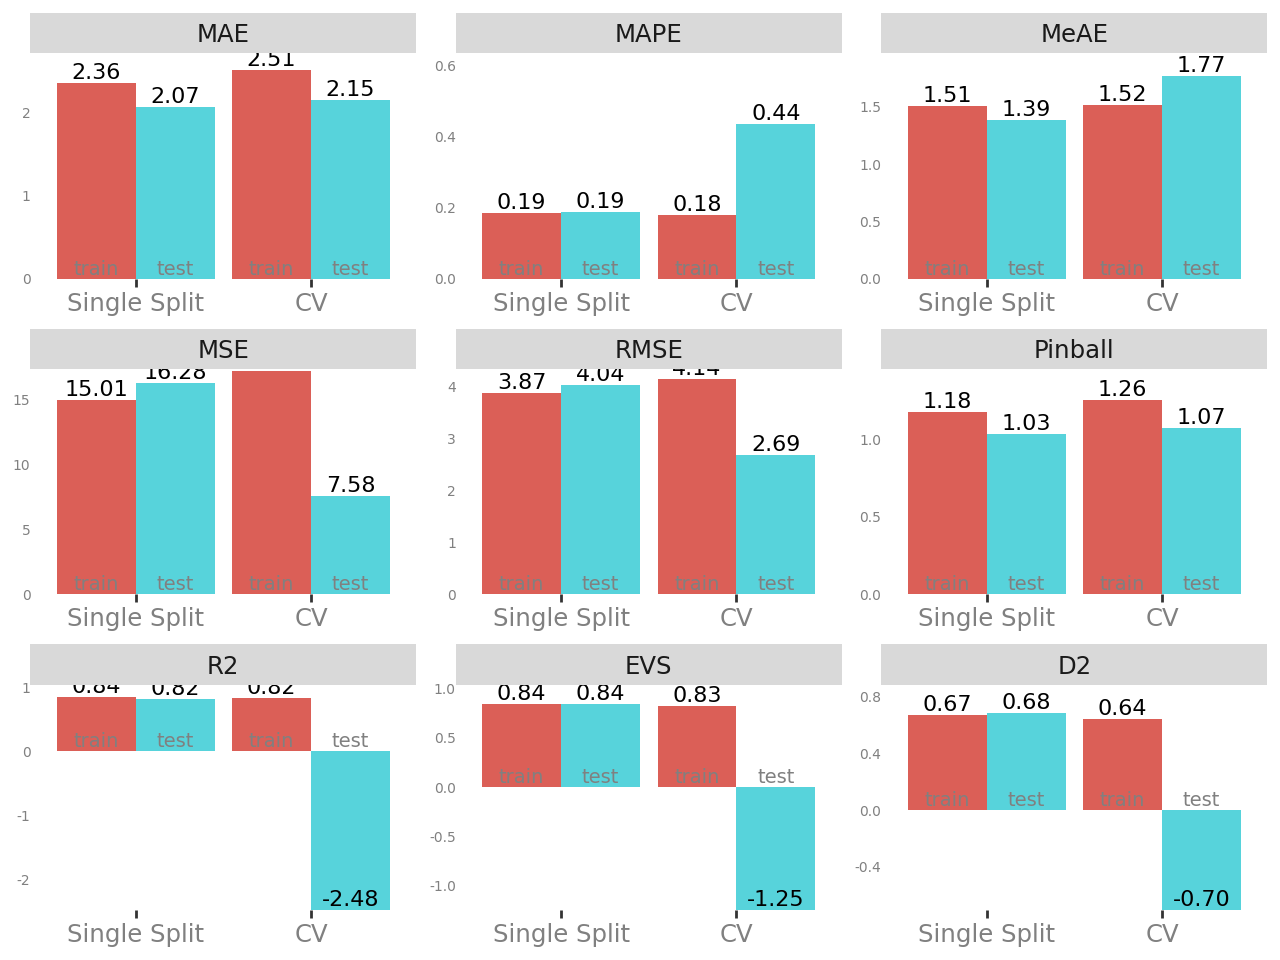 MAE
2.36
2.07
2.51
2.15
2
1
0
train
test
train
test
Single Split
CV
MAPE
0.6
0.4
0.2
0.0
0.19
0.19
0.18
0.44
train
test
train
test
Single Split
CV
MeAE
1.5
1.0
0.5
0.0
1.51
1.39
1.52
1.77
train
test
train
test
Single Split
CV
MSE
15
10
5
0
15.01
16.28
7.58
train
test
train
test
Single Split
CV
RMSE
4
3
2
1
0
3.87
4.04
4.14
2.69
train
test
train
test
Single Split
CV
Pinball
1.0
0.5
0.0
1.18
1.03
1.26
1.07
train
test
train
test
Single Split
CV
R2
1
0
-1
-2
0.84
0.82
0.82
-2.48
train
test
train
test
Single Split
CV
EVS
1.0
0.5
0.0
-0.5
-1.0
0.84
0.84
0.83
-1.25
train
test
train
test
Single Split
CV
D2
0.8
0.4
0.0
-0.4
0.67
0.68
0.64
-0.70
train
test
train
test
Single Split
CV